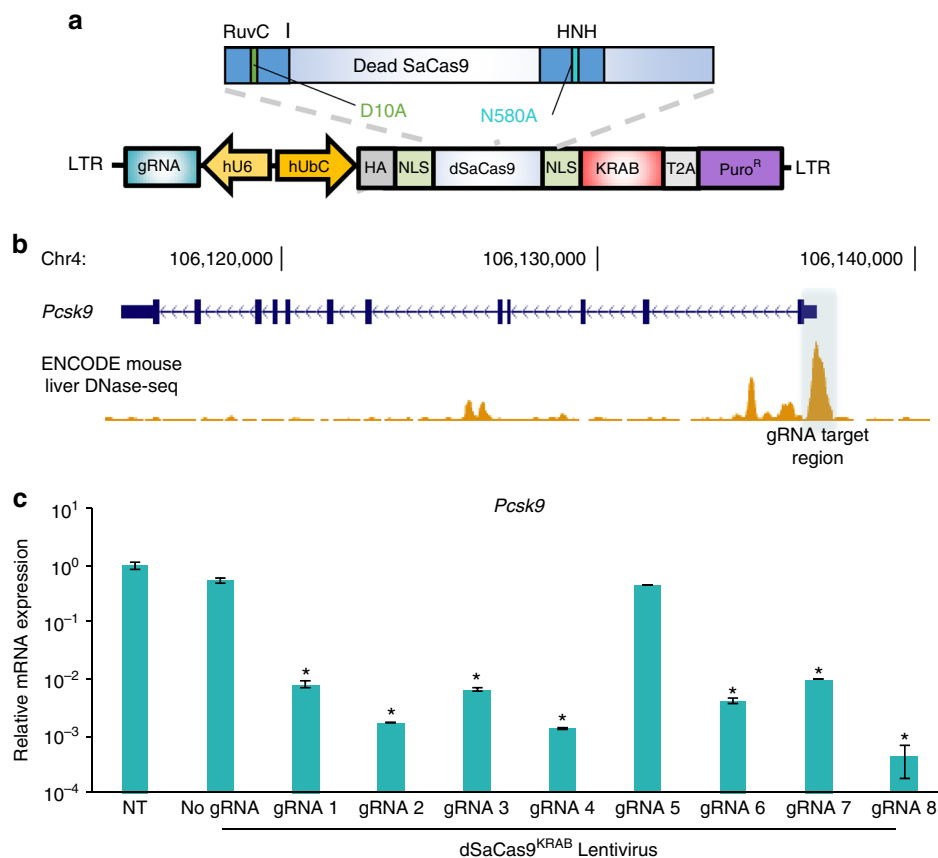 a
RuvC I HNH
Dead SaCas9
D10A N580A
LTR gRNA hU6 hUbC HA NLS dSaCas9 NLS KRAB T2A Puro^R LTR
b
Chr4: 106,120,000 106,130,000 106,140,000
Pcsk9
ENCODE mouse
liver DNase-seq
gRNA target
region
c
Pcsk9
Relative mRNA expression
10^1
10^0
10^−1
10^−2
10^−3
10^−4
* * * * * * *
NT No gRNA gRNA 1 gRNA 2 gRNA 3 gRNA 4 gRNA 5 gRNA 6 gRNA 7 gRNA 8
dSaCas9^KRAB Lentivirus